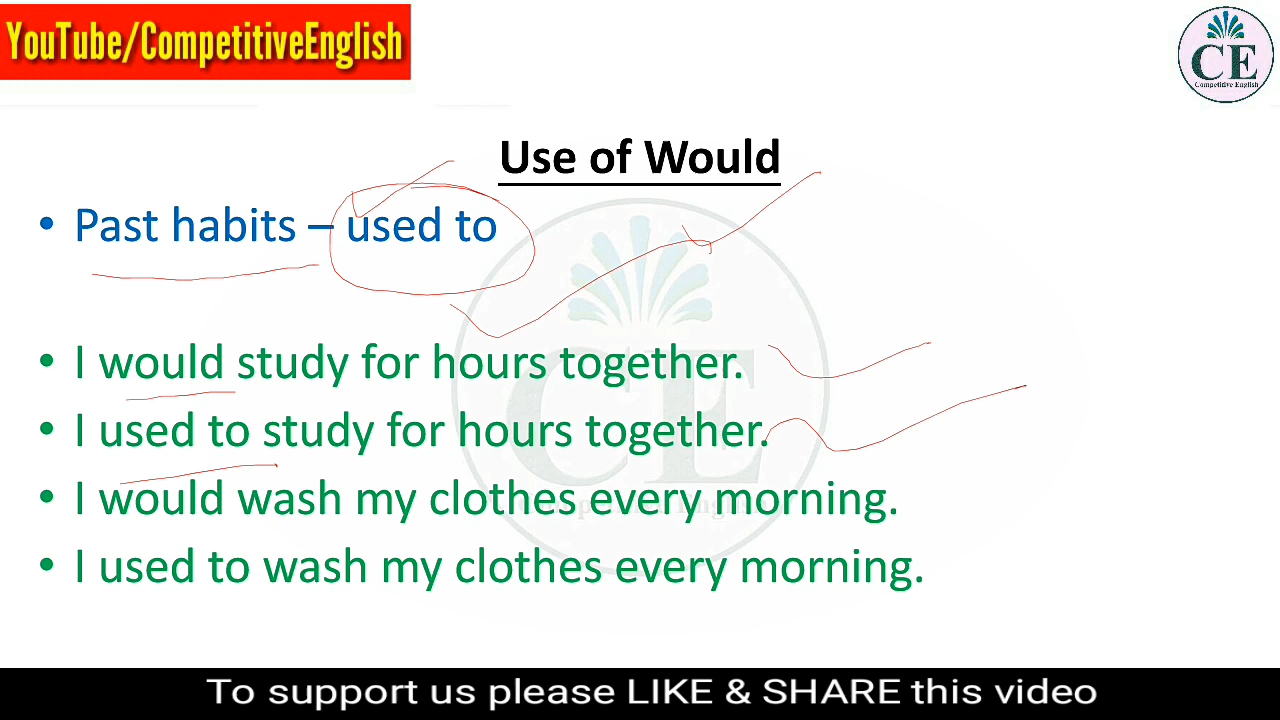 YouTube/CompetitiveEnglish
CE
Competitive English
Use of Would
• Past habits – used to
• I would study for hours together.
• I used to study for hours together.
• I would wash my clothes every morning.
• I used to wash my clothes every morning.
To support us please LIKE & SHARE this video